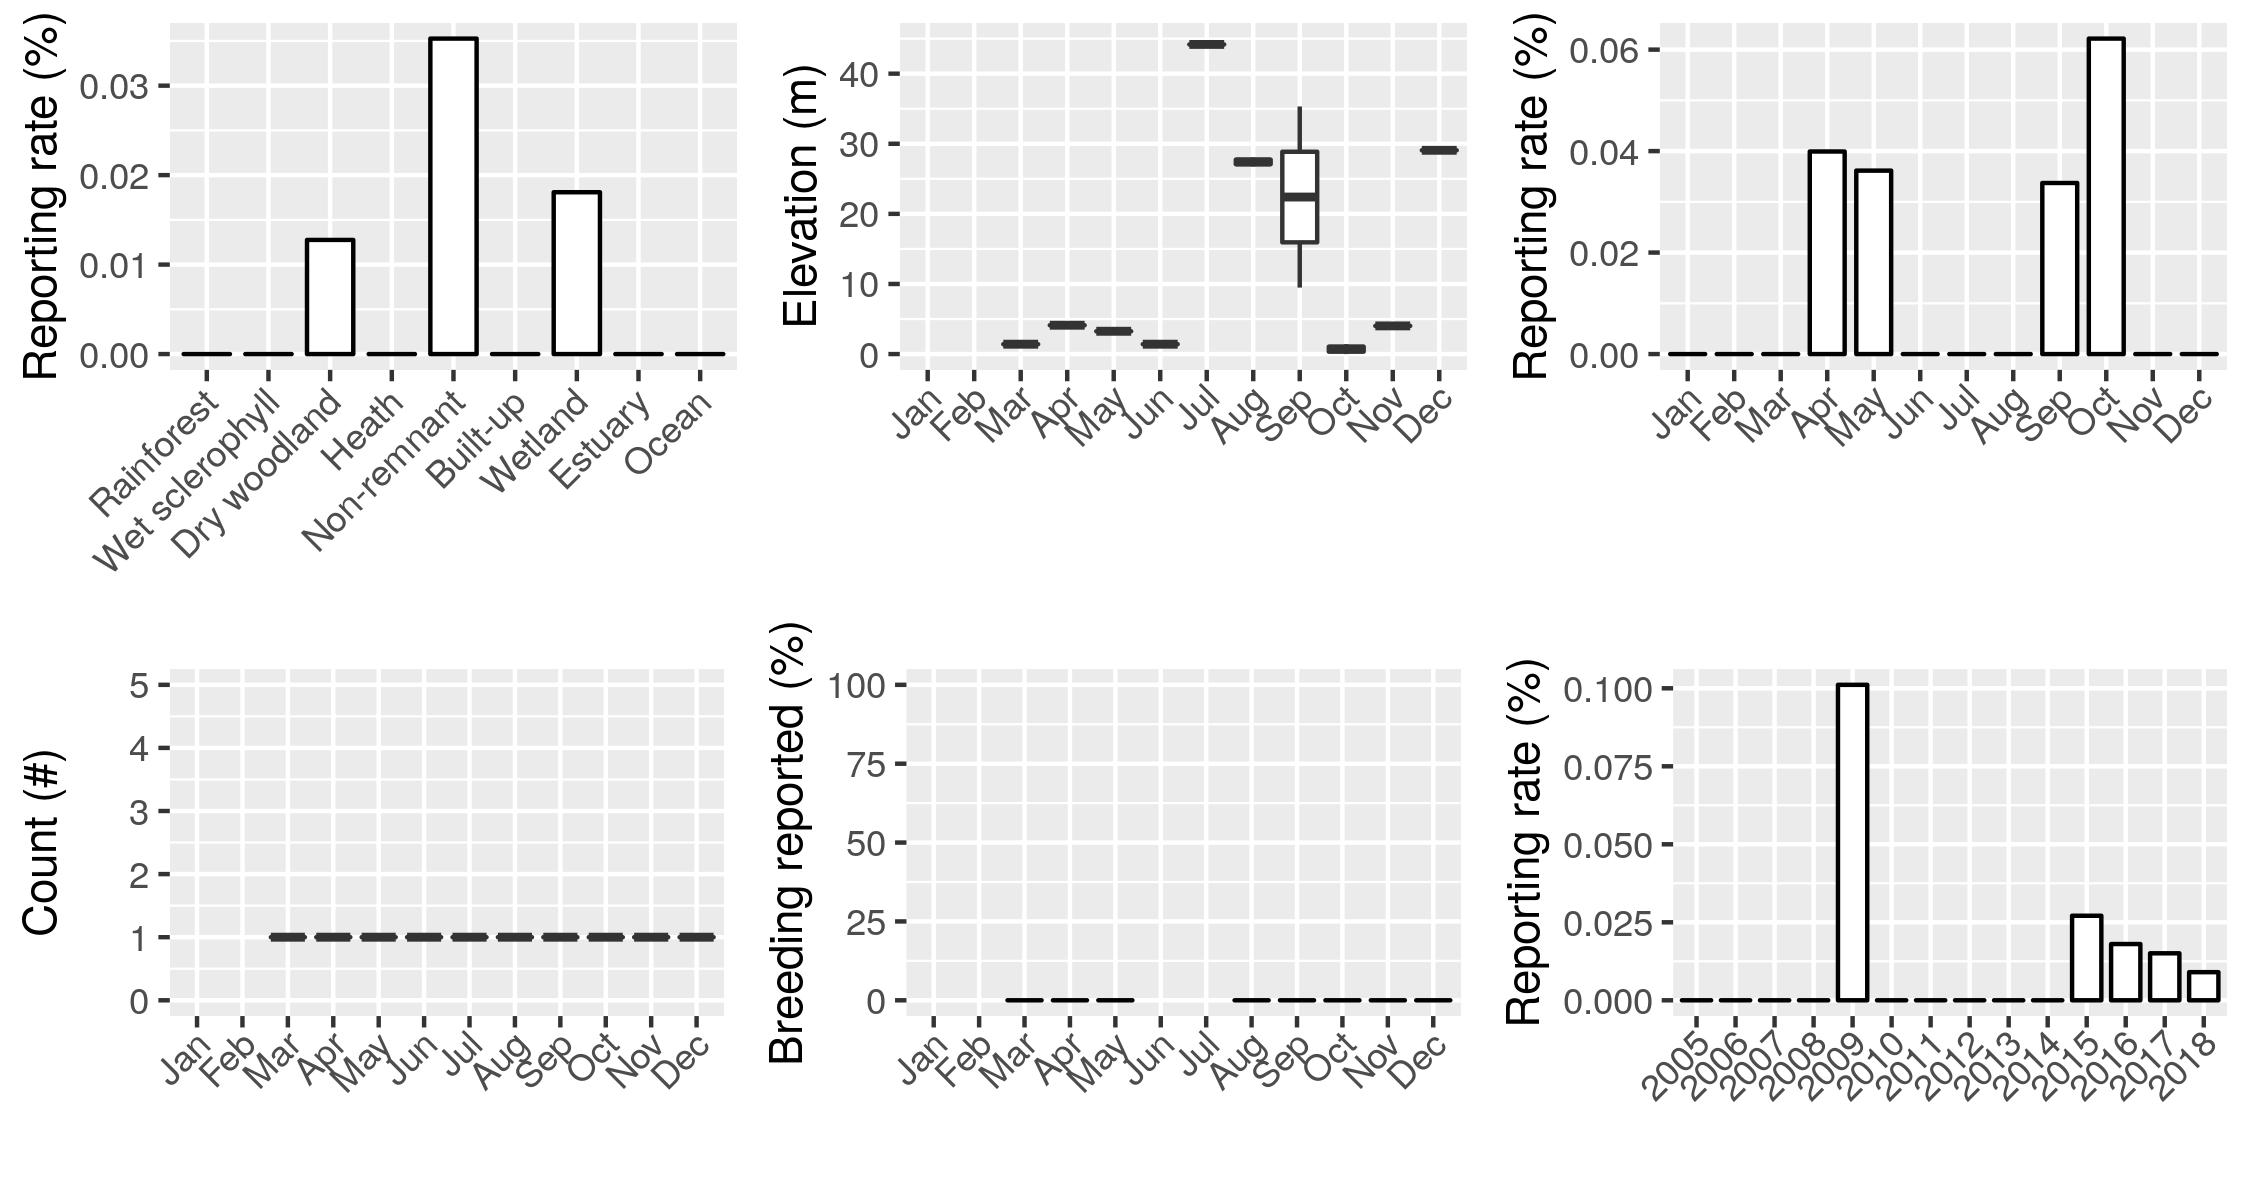 Reporting rate (%)
0.03
0.02
0.01
0.00
Rainforest
Wet sclerophyll
Dry woodland
Heath
Non-remnant
Built-up
Wetland
Estuary
Ocean
Elevation (m)
40
30
20
10
0
Jan
Feb
Mar
Apr
May
Jun
Jul
Aug
Sep
Oct
Nov
Dec
Reporting rate (%)
0.06
0.04
0.02
0.00
Jan
Feb
Mar
Apr
May
Jun
Jul
Aug
Sep
Oct
Nov
Dec
Count (#)
5
4
3
2
1
0
Jan
Feb
Mar
Apr
May
Jun
Jul
Aug
Sep
Oct
Nov
Dec
Breeding reported (%)
100
75
50
25
0
Jan
Feb
Mar
Apr
May
Jun
Jul
Aug
Sep
Oct
Nov
Dec
Reporting rate (%)
0.100
0.075
0.050
0.025
0.000
2005
2006
2007
2008
2009
2010
2011
2012
2013
2014
2015
2016
2017
2018